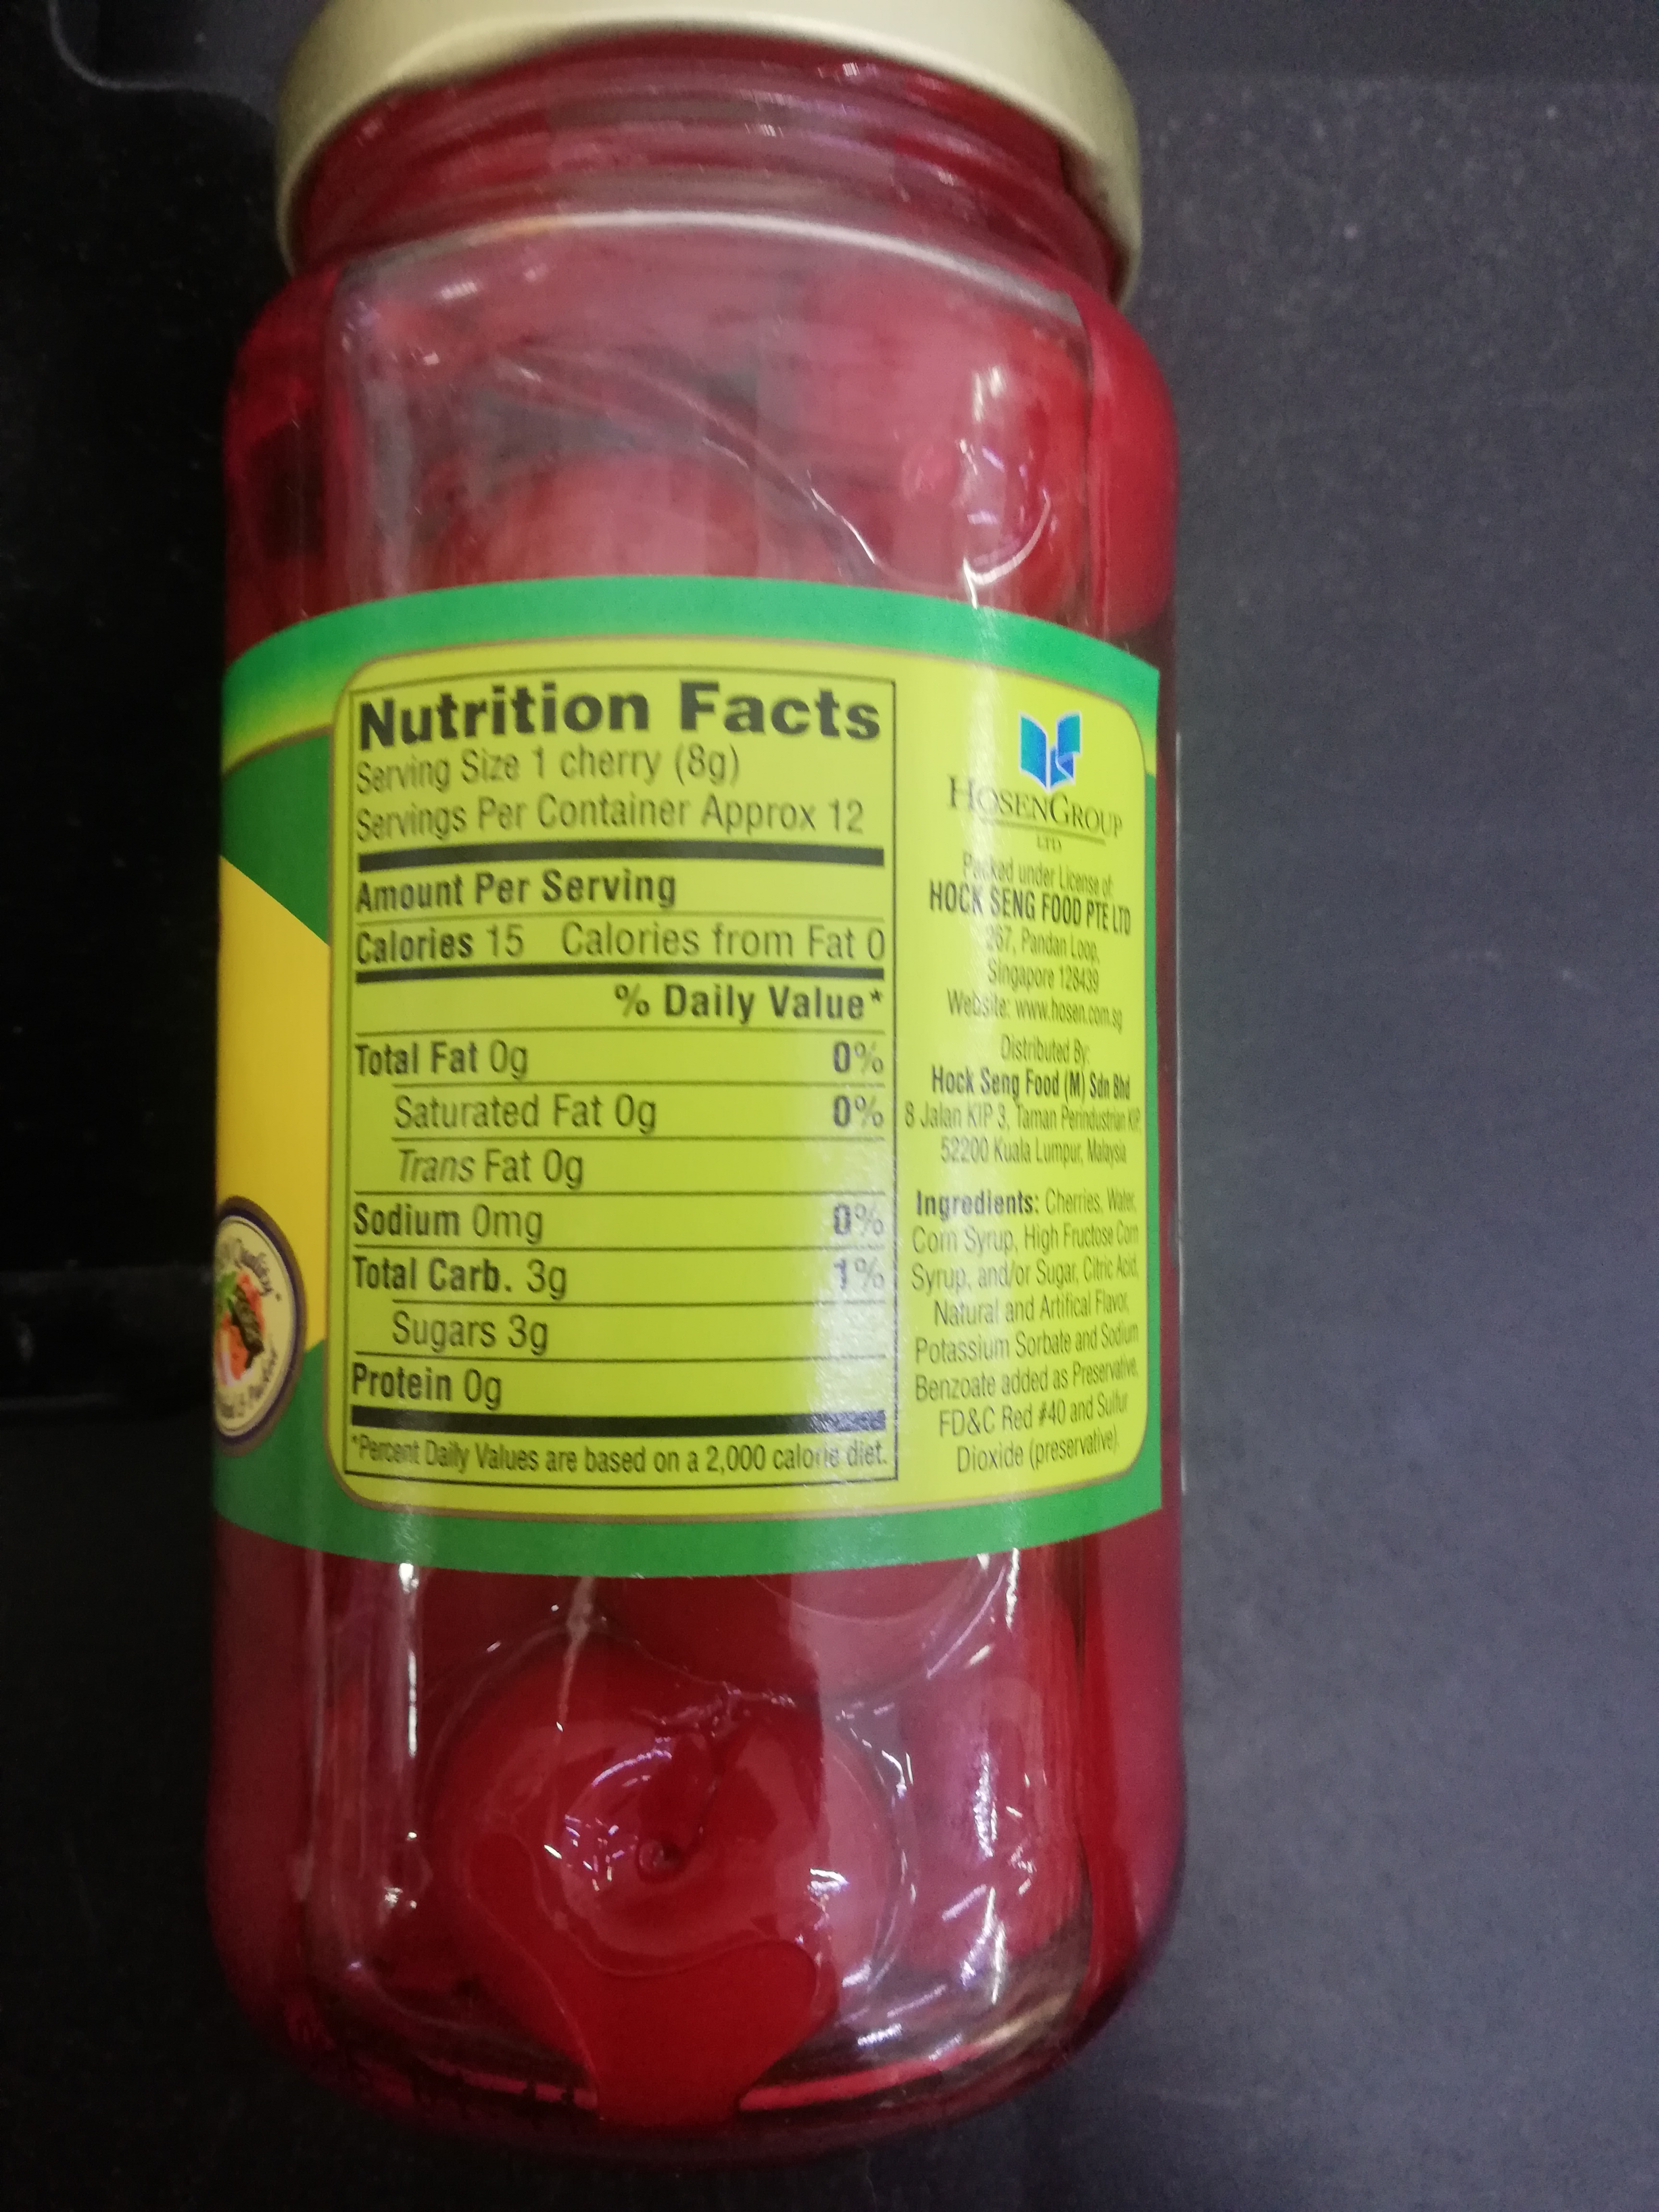 Nutrition Facts
Serving Size 1 cherry (8g)
Servings Per Container Approx 12
Amount Per Serving
Calories 15 Calories from Fat 0
% Daily Value*
Total Fat 0g 0%
Saturated Fat 0g 0%
Trans Fat 0g
Sodium 0mg 0%
Total Carb. 3g 1%
Sugars 3g
Protein 0g
*Percent Daily Values are based on a 2,000 calorie diet.
HOSENGROUP
LTD
Packed under License of:
HOCK SENG FOOD PTE LTD
267, Pandan Loop,
Singapore 128439
Website: www.hosen.com.sg
Distributed By:
Hock Seng Food (M) Sdn Bhd
8 Jalan KIP 3, Taman Perindustrian KIP,
52200 Kuala Lumpur, Malaysia
Ingredients: Cherries, Water,
Corn Syrup, High Fructose Corn
Syrup, and/or Sugar, Citric Acid,
Natural and Artifical Flavor,
Potassium Sorbate and Sodium
Benzoate added as Preservative,
FD&C Red #40 and Sulfur
Dioxide (preservative).
Quality